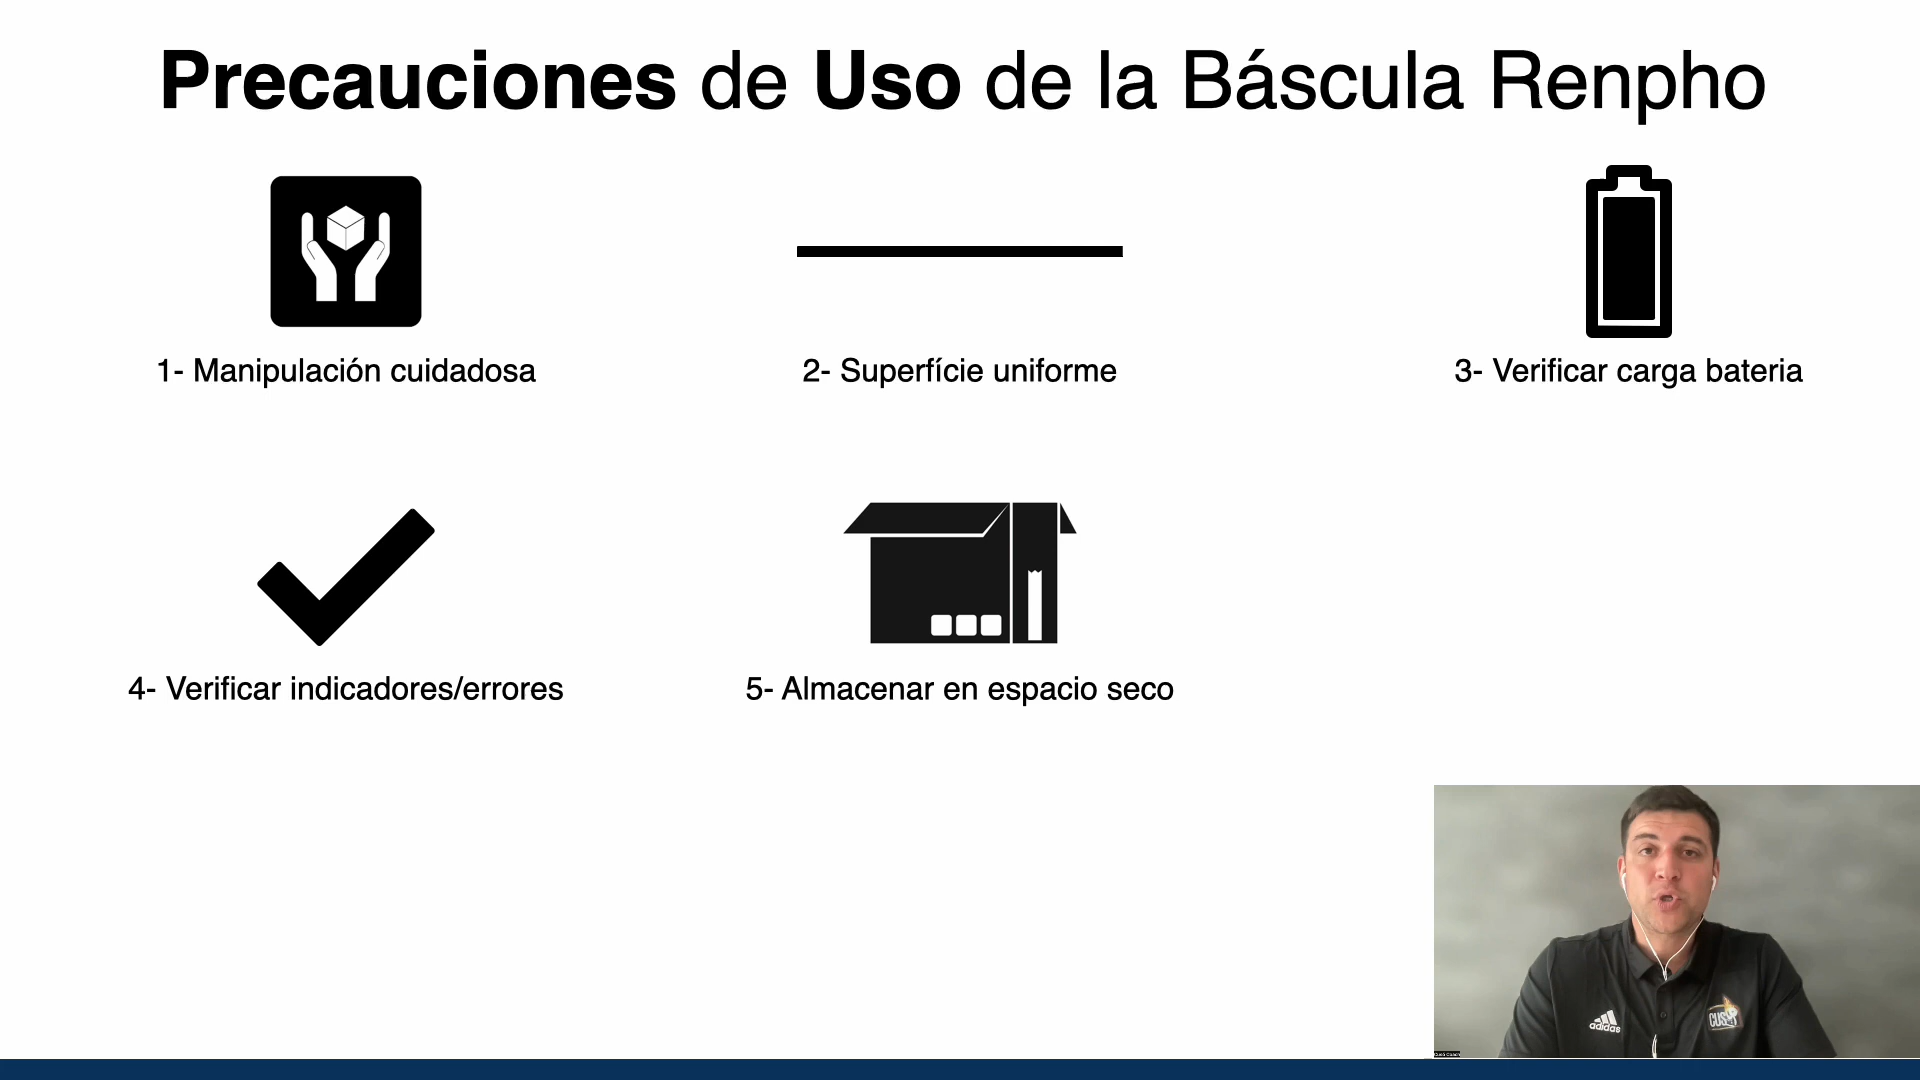 Precauciones de Uso de la Báscula Renpho
1- Manipulación cuidadosa
2- Superfície uniforme
3- Verificar carga bateria
4- Verificar indicadores/errores
5- Almacenar en espacio seco
adidas